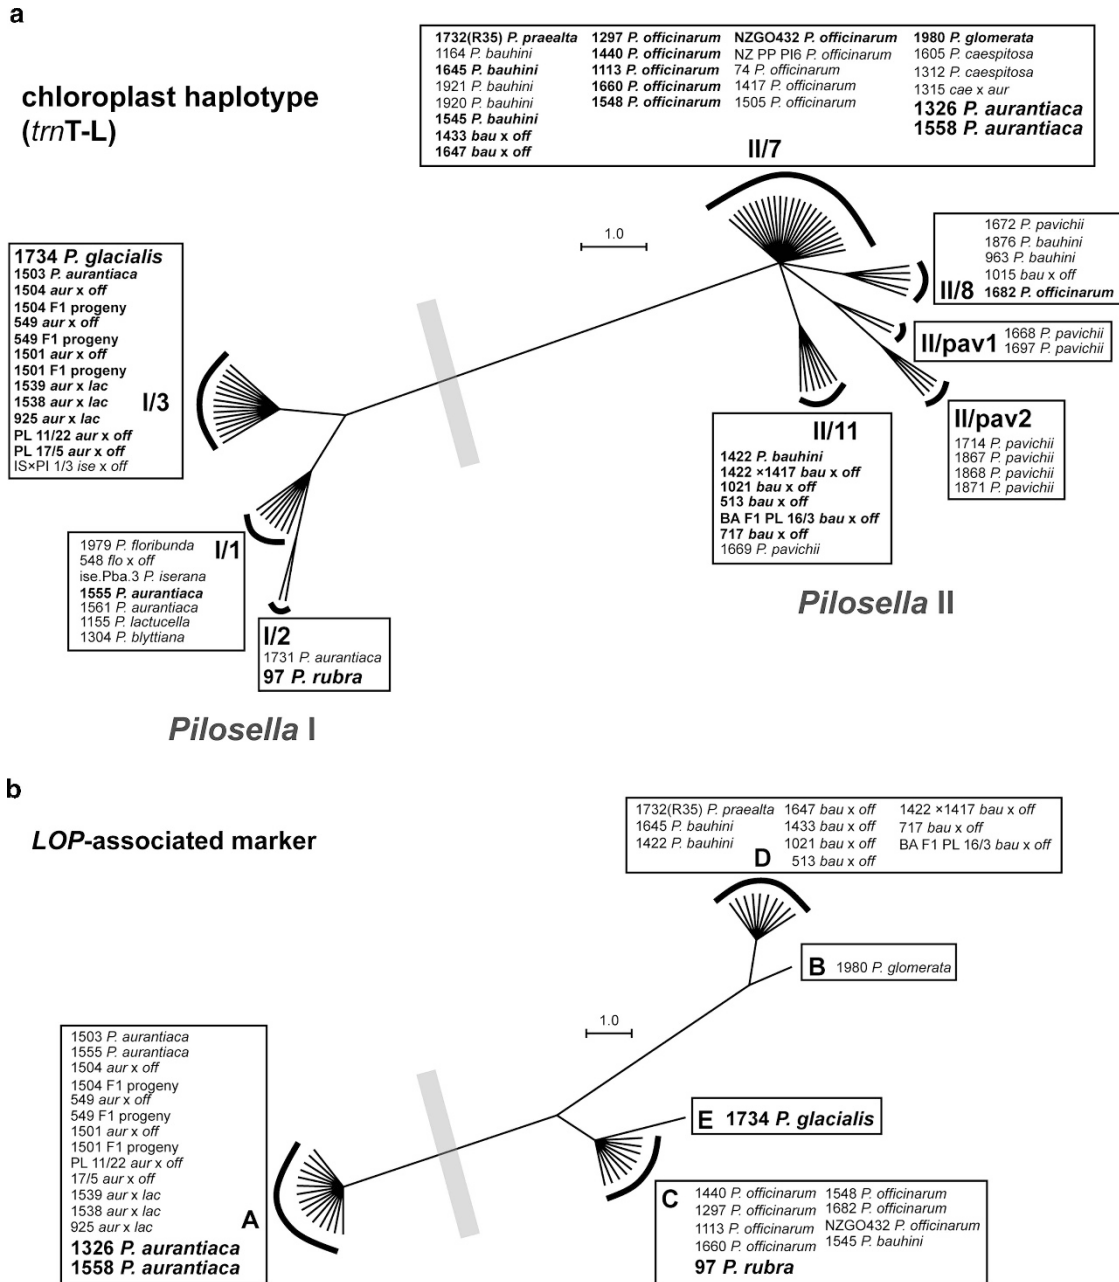 a
chloroplast haplotype
(trnT-L)
1732(R35) P. praealta
1164 P. bauhini
1645 P. bauhini
1921 P. bauhini
1920 P. bauhini
1545 P. bauhini
1433 bau x off
1647 bau x off
1297 P. officinarum
1440 P. officinarum
1113 P. officinarum
1660 P. officinarum
1548 P. officinarum
NZGO432 P. officinarum
NZ PP PI6 P. officinarum
74 P. officinarum
1417 P. officinarum
1505 P. officinarum
1980 P. glomerata
1605 P. caespitosa
1312 P. caespitosa
1315 cae x aur
1326 P. aurantiaca
1558 P. aurantiaca
II/7
1.0
1734 P. glacialis
1503 P. aurantiaca
1504 aur x off
1504 F1 progeny
549 aur x off
549 F1 progeny
1501 aur x off
1501 F1 progeny
1539 aur x lac
1538 aur x lac
925 aur x lac
PL 11/22 aur x off
PL 17/5 aur x off
IS×PI 1/3 ise x off
I/3
1672 P. pavichii
1876 P. bauhini
963 P. bauhini
1015 bau x off
1682 P. officinarum
II/8
II/pav1
1668 P. pavichii
1697 P. pavichii
II/pav2
1714 P. pavichii
1867 P. pavichii
1868 P. pavichii
1871 P. pavichii
II/11
1422 P. bauhini
1422 ×1417 bau x off
1021 bau x off
513 bau x off
BA F1 PL 16/3 bau x off
717 bau x off
1669 P. pavichii
I/1
1979 P. floribunda
548 flo x off
ise.Pba.3 P. iserana
1555 P. aurantiaca
1561 P. aurantiaca
1155 P. lactucella
1304 P. blyttiana
I/2
1731 P. aurantiaca
97 P. rubra
Pilosella II
Pilosella I
b
LOP-associated marker
1732(R35) P. praealta
1645 P. bauhini
1422 P. bauhini
1647 bau x off
1433 bau x off
1021 bau x off
513 bau x off
1422 ×1417 bau x off
717 bau x off
BA F1 PL 16/3 bau x off
D
B 1980 P. glomerata
1.0
1503 P. aurantiaca
1555 P. aurantiaca
1504 aur x off
1504 F1 progeny
549 aur x off
549 F1 progeny
1501 aur x off
1501 F1 progeny
PL 11/22 aur x off
17/5 aur x off
1539 aur x lac
1538 aur x lac
925 aur x lac
1326 P. aurantiaca
1558 P. aurantiaca
A
E 1734 P. glacialis
C
1440 P. officinarum
1297 P. officinarum
1113 P. officinarum
1660 P. officinarum
97 P. rubra
1548 P. officinarum
1682 P. officinarum
NZGO432 P. officinarum
1545 P. bauhini